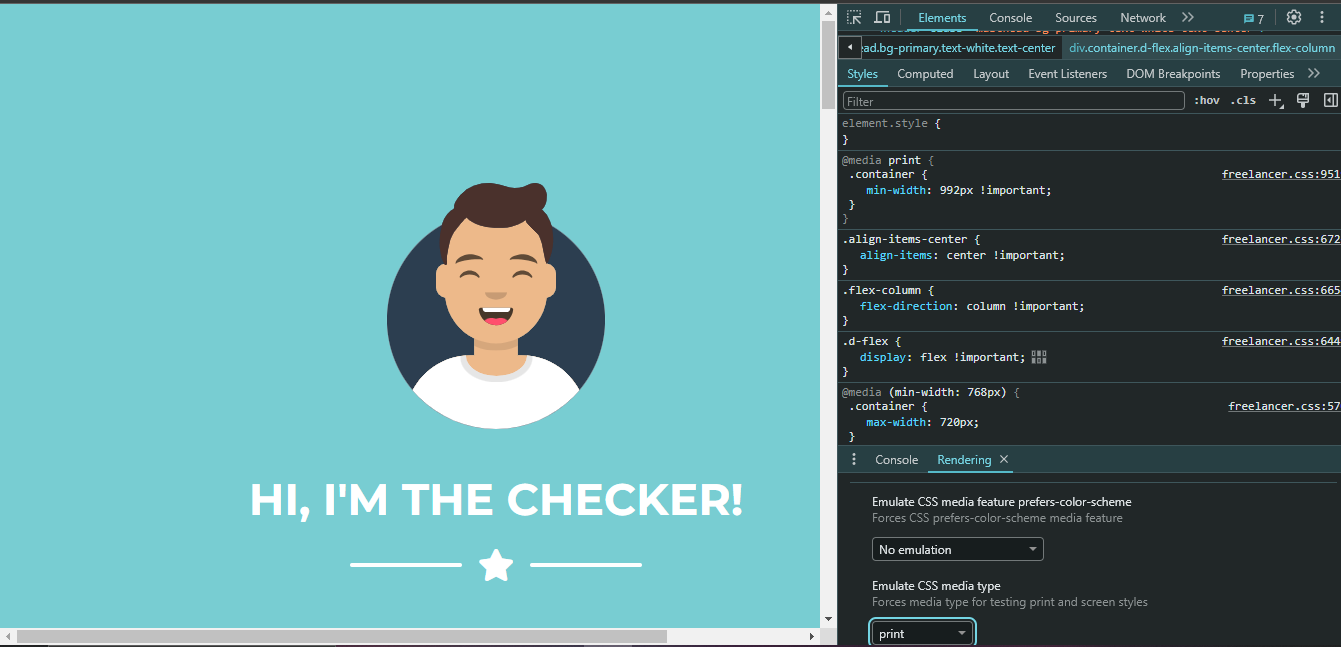 HI, I'M THE CHECKER!
Elements Console Sources Network 7
ead.bg-primary.text-white.text-center div.container.d-flex.align-items-center.flex-column
Styles Computed Layout Event Listeners DOM Breakpoints Properties
Filter :hov .cls
element.style {
}
@media print {
.container { freelancer.css:951
min-width: 992px !important;
}
}
.align-items-center { freelancer.css:672
align-items: center !important;
}
.flex-column { freelancer.css:665
flex-direction: column !important;
}
.d-flex { freelancer.css:644
display: flex !important;
}
@media (min-width: 768px) {
.container { freelancer.css:57
max-width: 720px;
}
Console Rendering
Emulate CSS media feature prefers-color-scheme
Forces CSS prefers-color-scheme media feature
No emulation
Emulate CSS media type
Forces media type for testing print and screen styles
print